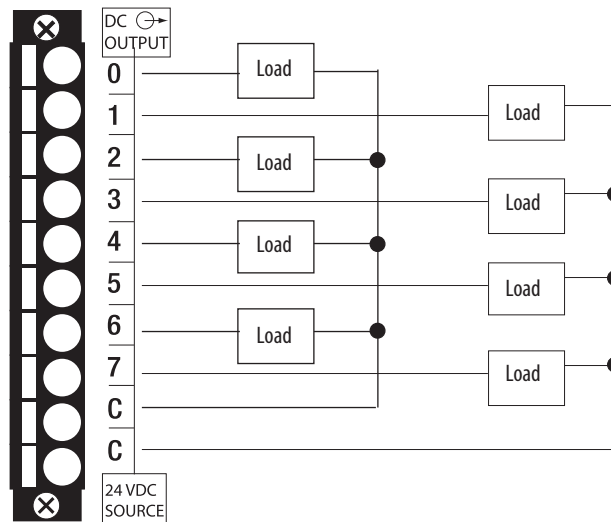 DC
OUTPUT
0 Load
1 Load
2 Load
3 Load
4 Load
5 Load
6 Load
7 Load
C
C
24 VDC
SOURCE